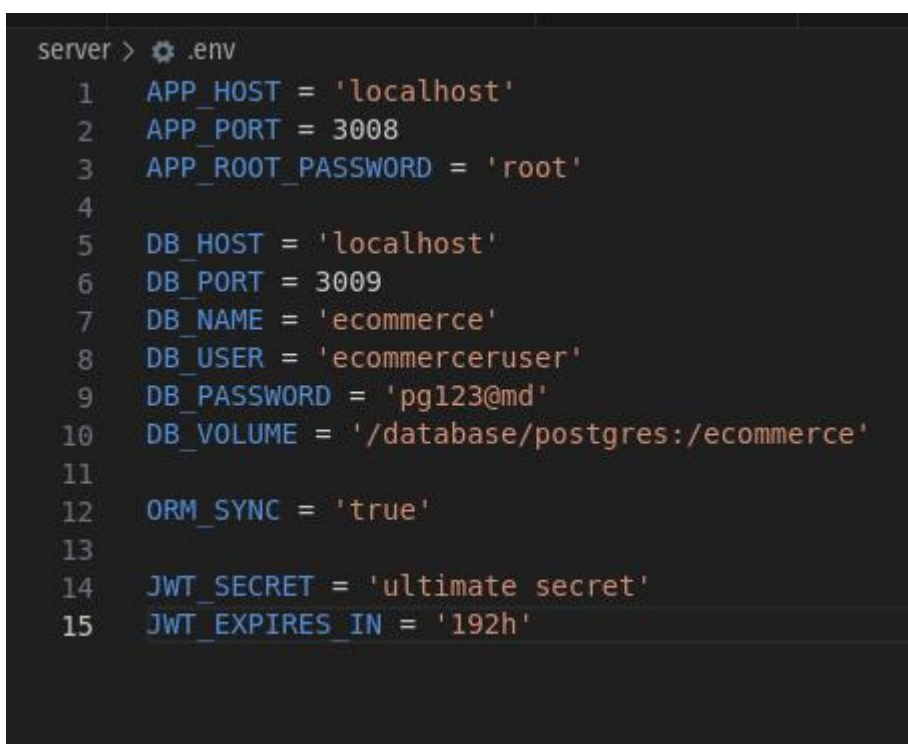 server > .env
1 APP_HOST = 'localhost'
2 APP_PORT = 3008
3 APP_ROOT_PASSWORD = 'root'
4
5 DB_HOST = 'localhost'
6 DB_PORT = 3009
7 DB_NAME = 'ecommerce'
8 DB_USER = 'ecommerceruser'
9 DB_PASSWORD = 'pg123@md'
10 DB_VOLUME = '/database/postgres:/ecommerce'
11
12 ORM_SYNC = 'true'
13
14 JWT_SECRET = 'ultimate secret'
15 JWT_EXPIRES_IN = '192h'